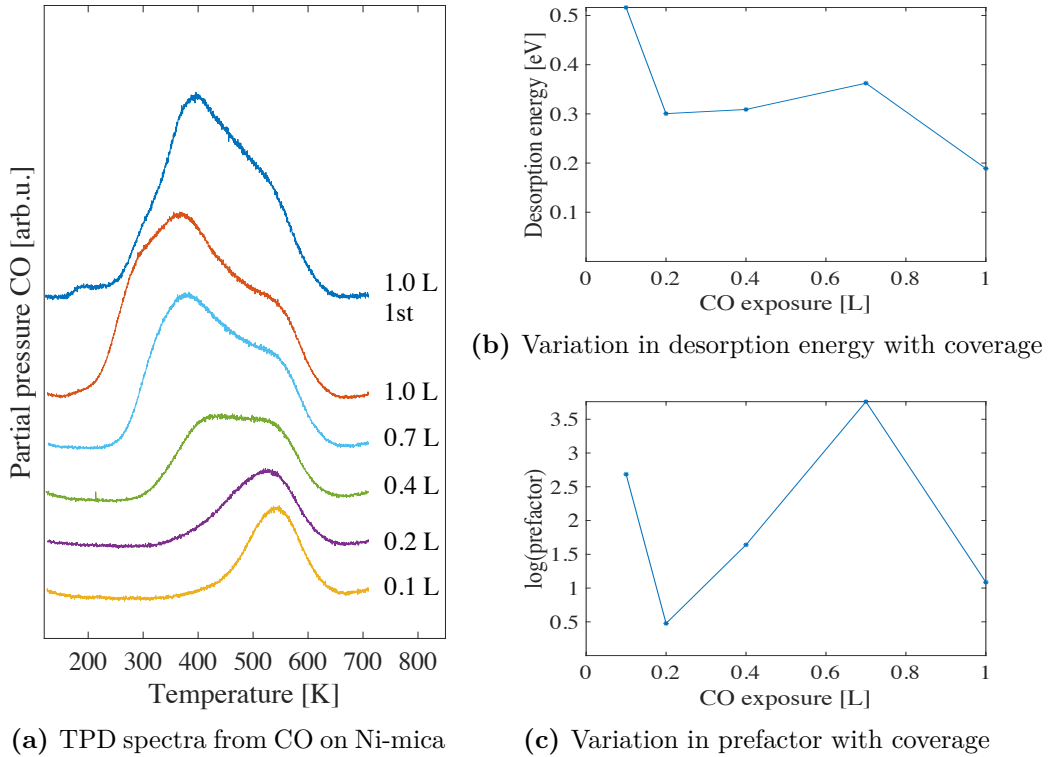 Partial pressure CO [arb.u.]
1.0 L
1st
1.0 L
0.7 L
0.4 L
0.2 L
0.1 L
200 300 400 500 600 700 800
Temperature [K]
(a) TPD spectra from CO on Ni-mica
Desorption energy [eV]
0.5
0.4
0.3
0.2
0.1
0 0.2 0.4 0.6 0.8 1
CO exposure [L]
(b) Variation in desorption energy with coverage
log(prefactor)
3.5
3
2.5
2
1.5
1
0.5
0 0.2 0.4 0.6 0.8 1
CO exposure [L]
(c) Variation in prefactor with coverage